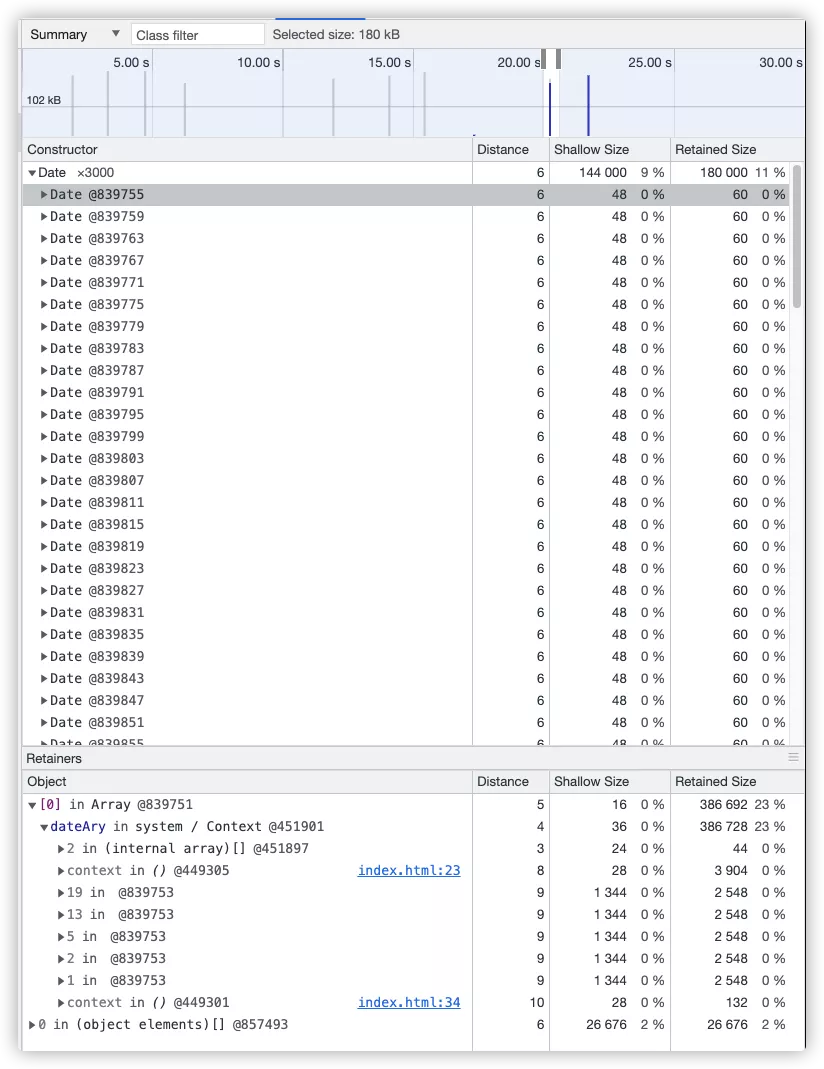 Summary ▼ Class filter Selected size: 180 kB
5.00 s 10.00 s 15.00 s 20.00 s 25.00 s 30.00 s
102 kB
Constructor Distance Shallow Size Retained Size
▼Date ×3000 6 144 000 9 % 180 000 11 %
▶Date @839755 6 48 0 % 60 0 %
▶Date @839759 6 48 0 % 60 0 %
▶Date @839763 6 48 0 % 60 0 %
▶Date @839767 6 48 0 % 60 0 %
▶Date @839771 6 48 0 % 60 0 %
▶Date @839775 6 48 0 % 60 0 %
▶Date @839779 6 48 0 % 60 0 %
▶Date @839783 6 48 0 % 60 0 %
▶Date @839787 6 48 0 % 60 0 %
▶Date @839791 6 48 0 % 60 0 %
▶Date @839795 6 48 0 % 60 0 %
▶Date @839799 6 48 0 % 60 0 %
▶Date @839803 6 48 0 % 60 0 %
▶Date @839807 6 48 0 % 60 0 %
▶Date @839811 6 48 0 % 60 0 %
▶Date @839815 6 48 0 % 60 0 %
▶Date @839819 6 48 0 % 60 0 %
▶Date @839823 6 48 0 % 60 0 %
▶Date @839827 6 48 0 % 60 0 %
▶Date @839831 6 48 0 % 60 0 %
▶Date @839835 6 48 0 % 60 0 %
▶Date @839839 6 48 0 % 60 0 %
▶Date @839843 6 48 0 % 60 0 %
▶Date @839847 6 48 0 % 60 0 %
▶Date @839851 6 48 0 % 60 0 %
▶Date @839855 6 48 0 % 60 0 %
Retainers
Object Distance Shallow Size Retained Size
▼[0] in Array @839751 5 16 0 % 386 692 23 %
▼dateAry in system / Context @451901 4 36 0 % 386 728 23 %
▶2 in (internal array)[] @451897 3 24 0 % 44 0 %
▶context in () @449305 index.html:23 8 28 0 % 3 904 0 %
▶19 in @839753 9 1 344 0 % 2 548 0 %
▶13 in @839753 9 1 344 0 % 2 548 0 %
▶5 in @839753 9 1 344 0 % 2 548 0 %
▶2 in @839753 9 1 344 0 % 2 548 0 %
▶1 in @839753 9 1 344 0 % 2 548 0 %
▶context in () @449301 index.html:34 10 28 0 % 132 0 %
▶0 in (object elements)[] @857493 6 26 676 2 % 26 676 2 %